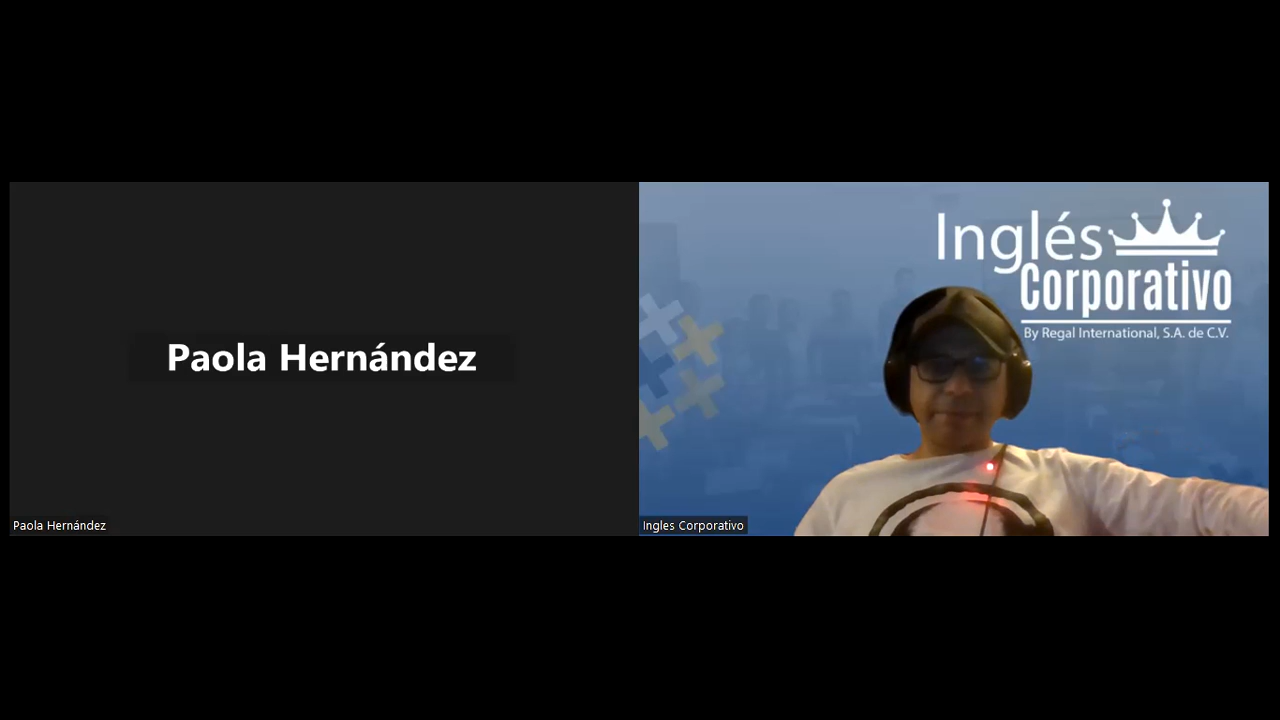 Paola Hernández
Paola Hernández
Inglés
Corporativo
By Regal International, S.A. de C.V.
Ingles Corporativo